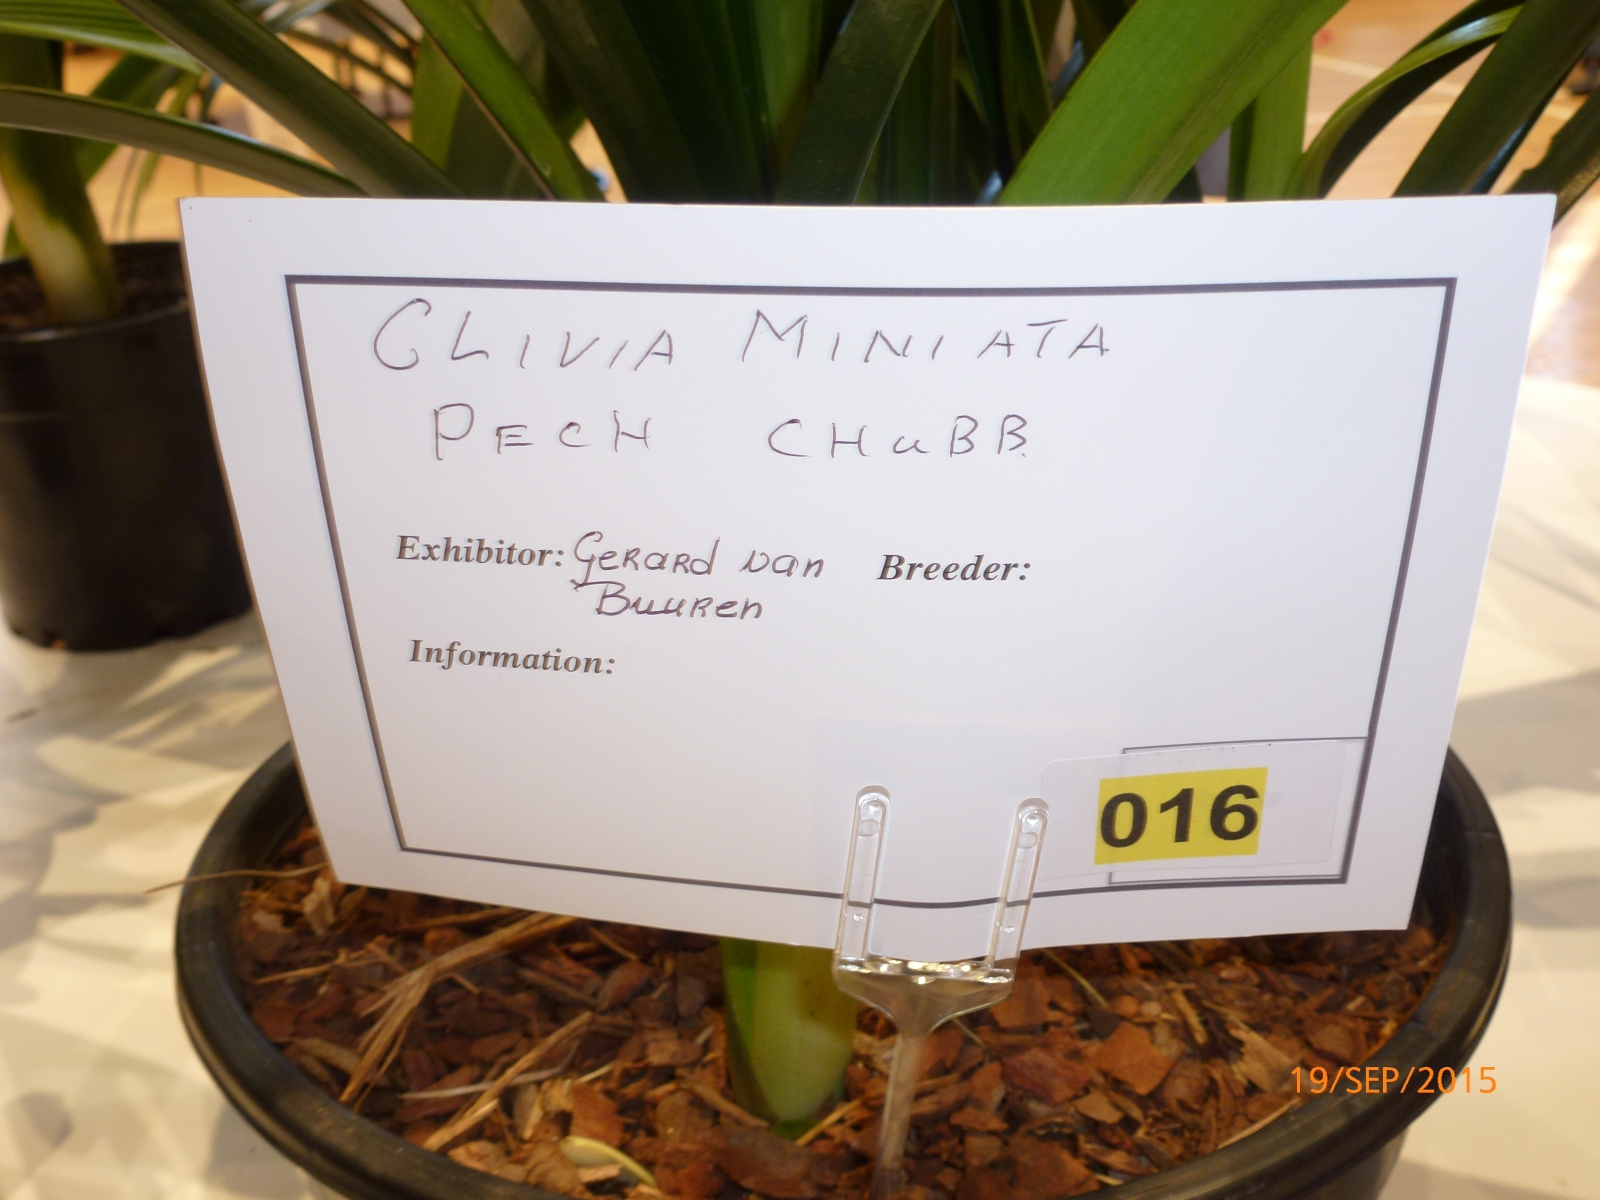 CLIVIA MINIATA
PECH CHUBB.
Exhibitor: Gerard van Breeder:
Buuren
Information:
016
19/SEP/2015